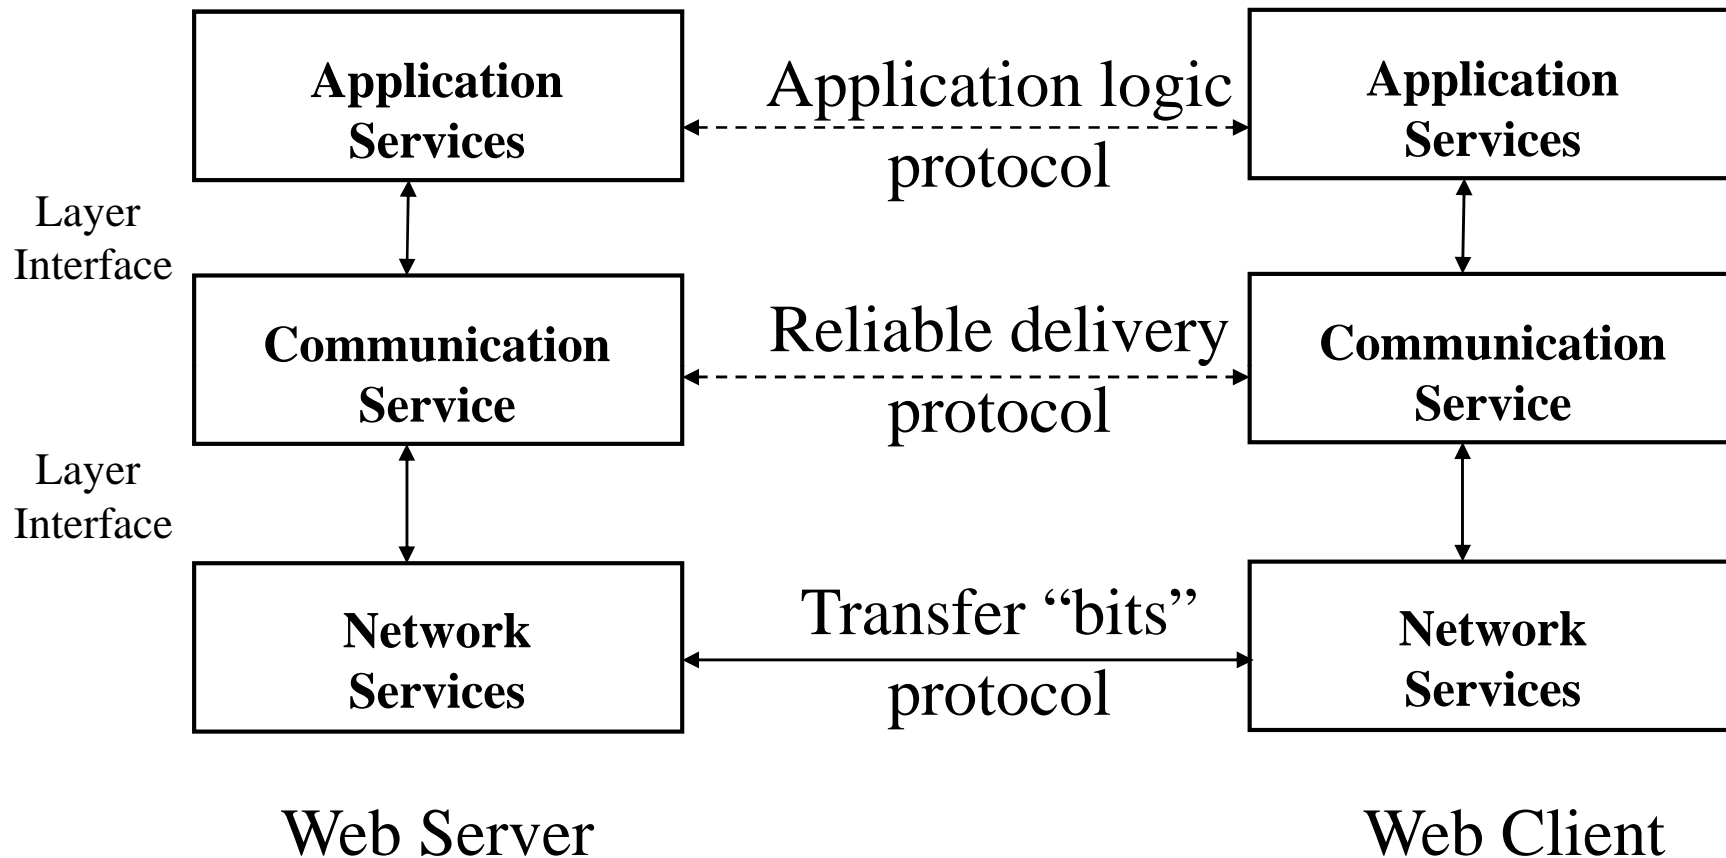 Application
Services
Application logic
protocol
Application
Services
Layer
Interface
Communication
Service
Reliable delivery
protocol
Communication
Service
Layer
Interface
Network
Services
Transfer “bits”
protocol
Network
Services
Web Server
Web Client